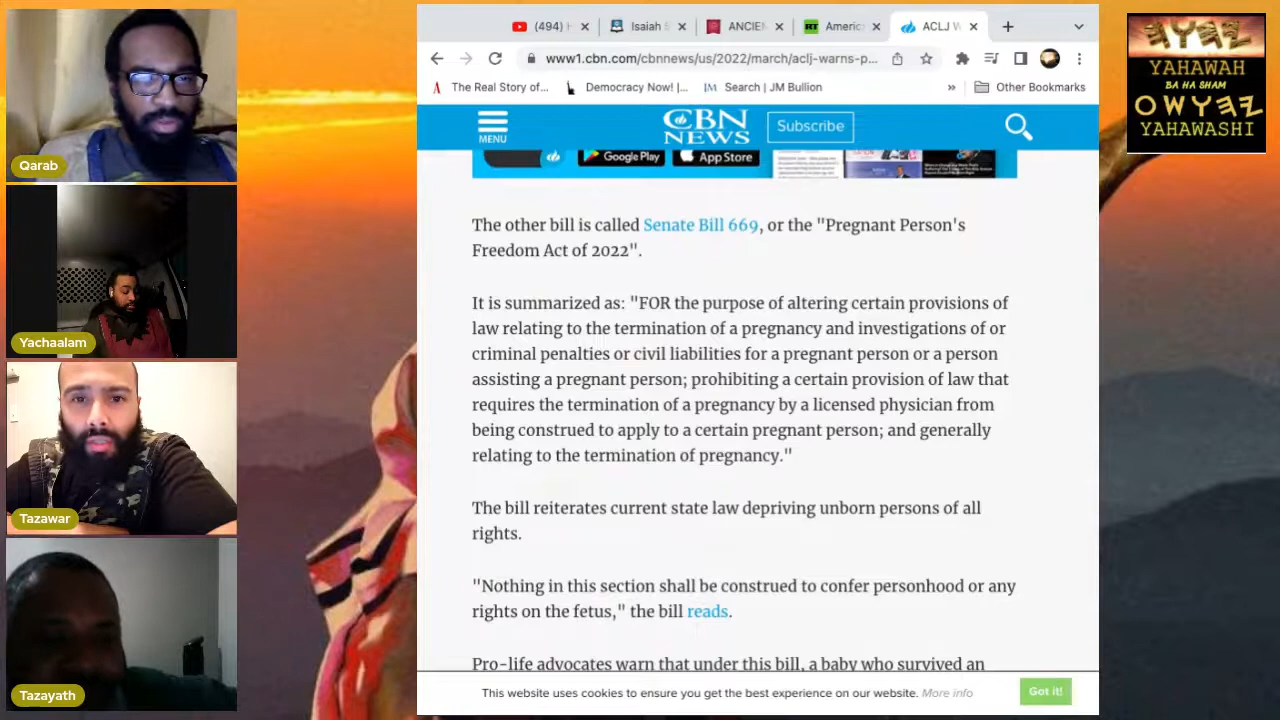 Qarab
Yachaalam
Tazawar
Tazayath
(494) H
Isaiah 5
ANCIEN
RT
Americ
ACLJ W
www1.cbn.com/cbnnews/us/2022/march/aclj-warns-p...
The Real Story of...
Democracy Now! |...
JM
Search | JM Bullion
»
Other Bookmarks
MENU
CBN
NEWS
Subscribe
Google Play
App Store
The other bill is called Senate Bill 669, or the "Pregnant Person's
Freedom Act of 2022".
It is summarized as: "FOR the purpose of altering certain provisions of
law relating to the termination of a pregnancy and investigations of or
criminal penalties or civil liabilities for a pregnant person or a person
assisting a pregnant person; prohibiting a certain provision of law that
requires the termination of a pregnancy by a licensed physician from
being construed to apply to a certain pregnant person; and generally
relating to the termination of pregnancy."
The bill reiterates current state law depriving unborn persons of all
rights.
"Nothing in this section shall be construed to confer personhood or any
rights on the fetus," the bill reads.
Pro-life advocates warn that under this bill, a baby who survived an
This website uses cookies to ensure you get the best experience on our website. More info
Got it!
YAHAWAH
BA HA SHAM
YAHAWASHI